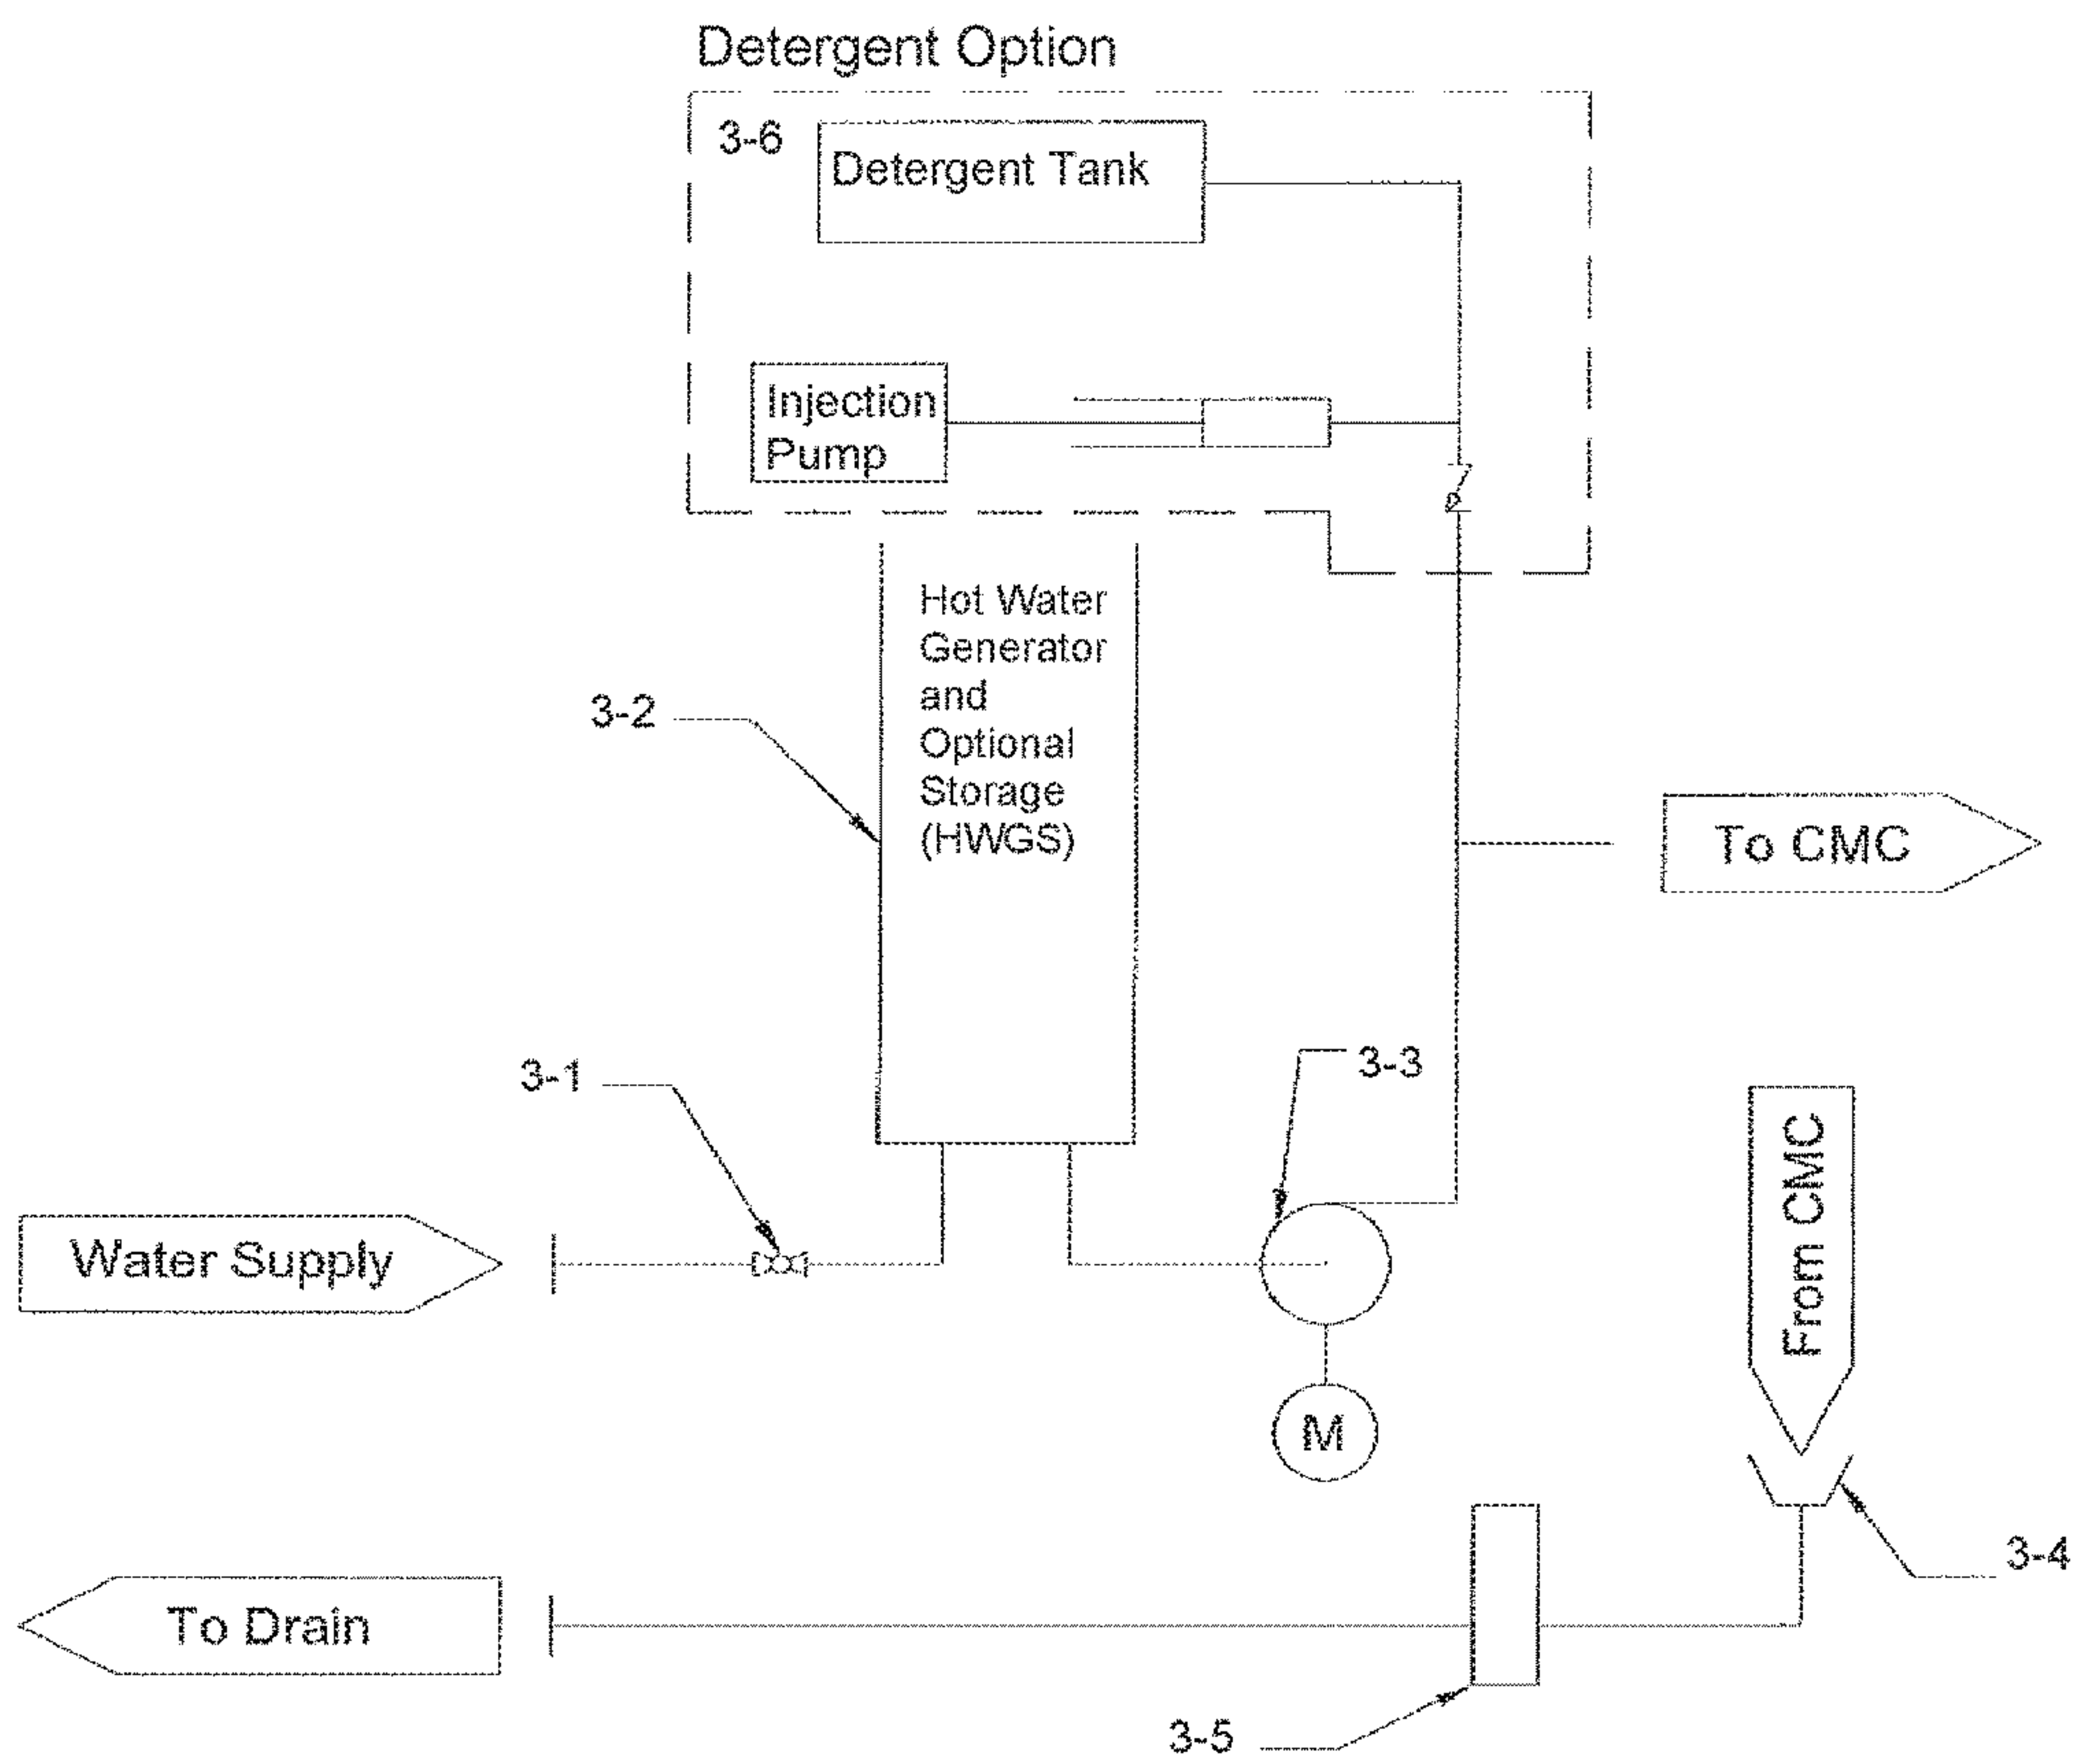 Detergent Option
3-6
Detergent Tank
Injection
Pump
Hot Water
Generator
and
Optional
Storage
(HWGS)
3-2
To CMC
3-1
3-3
From CMC
Water Supply
M
3-4
To Drain
3-5